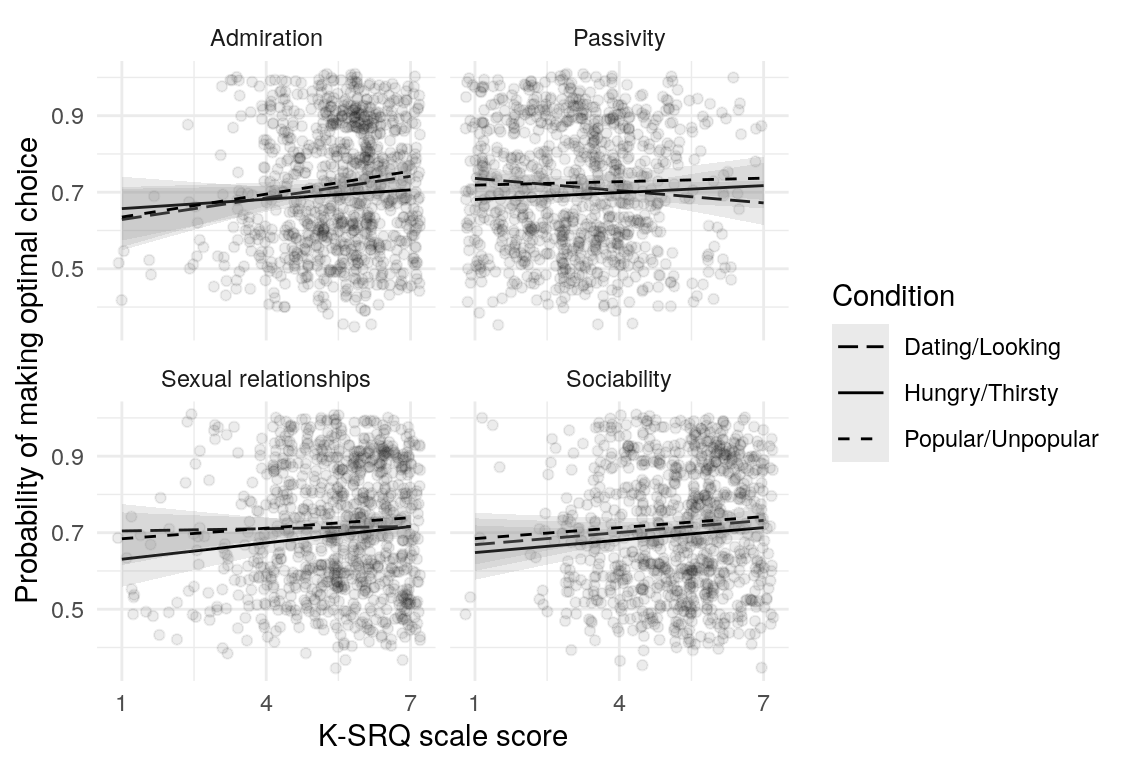 Admiration
Passivity
0.9
0.7
0.5
Sexual relationships
Sociability
0.9
0.7
0.5
1
4
7
1
4
7
K-SRQ scale score
Probability of making optimal choice
Condition
Dating/Looking
Hungry/Thirsty
Popular/Unpopular